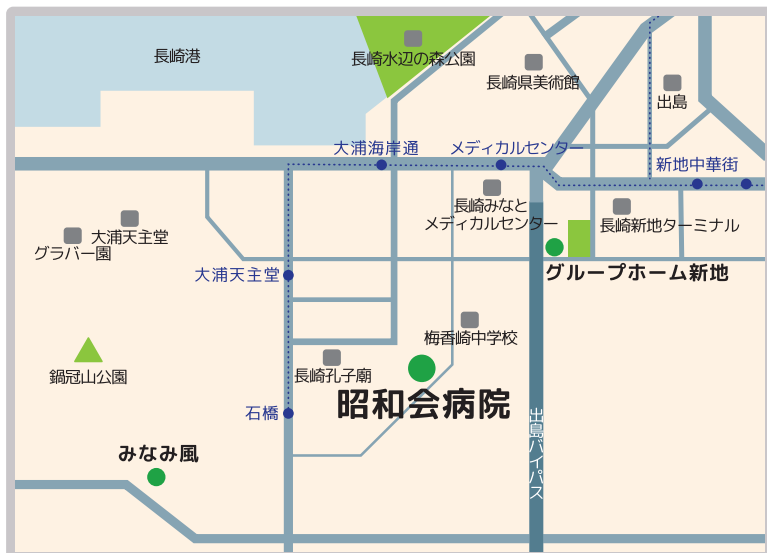 長崎港
長崎水辺の森公園
長崎県美術館
出島
大浦海岸通
メディカルセンター
新地中華街
長崎みなと
メディカルセンター
長崎新地ターミナル
大浦天主堂
グラバー園
大浦天主堂
グループホーム新地
梅香崎中学校
鍋冠山公園
長崎孔子廟
昭和会病院
石橋
出島バイパス
みなみ風